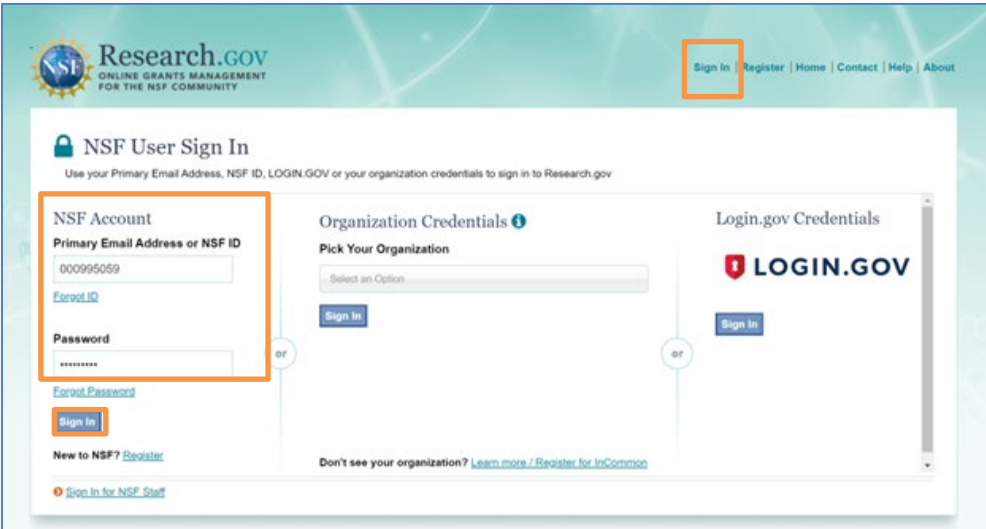 NSF
Research.gov
ONLINE GRANTS MANAGEMENT
FOR THE NSF COMMUNITY
Sign In | Register | Home | Contact | Help | About
NSF User Sign In
Use your Primary Email Address, NSF ID, LOGIN.GOV or your organization credentials to sign in to Research.gov
NSF Account
Primary Email Address or NSF ID
000995059
Forgot ID
Password
•••••••••
Forgot Password
Sign In
New to NSF? Register
or
Organization Credentials
Pick Your Organization
Select an Option
Sign In
Don't see your organization? Learn more / Register for InCommon
or
Login.gov Credentials
LOGIN.GOV
Sign In
Sign In for NSF Staff